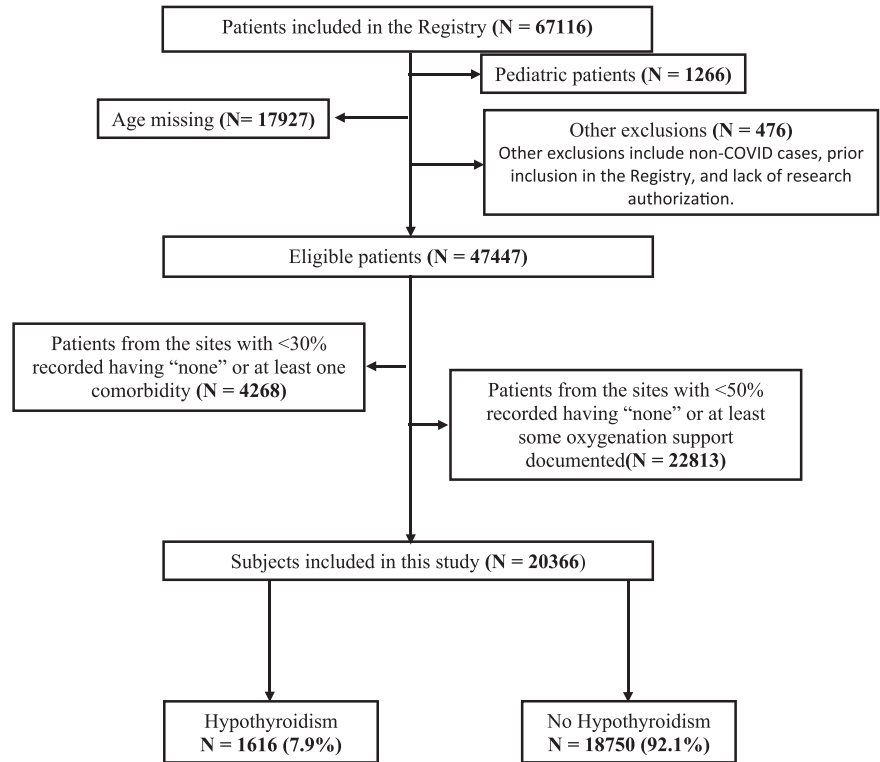 Patients included in the Registry (N = 67116)
Pediatric patients (N = 1266)
Age missing (N= 17927)
Other exclusions (N = 476)
Other exclusions include non-COVID cases, prior
inclusion in the Registry, and lack of research
authorization.
Eligible patients (N = 47447)
Patients from the sites with <30%
recorded having “none” or at least one
comorbidity (N = 4268)
Patients from the sites with <50%
recorded having “none” or at least
some oxygenation support
documented(N = 22813)
Subjects included in this study (N = 20366)
Hypothyroidism
N = 1616 (7.9%)
No Hypothyroidism
N = 18750 (92.1%)